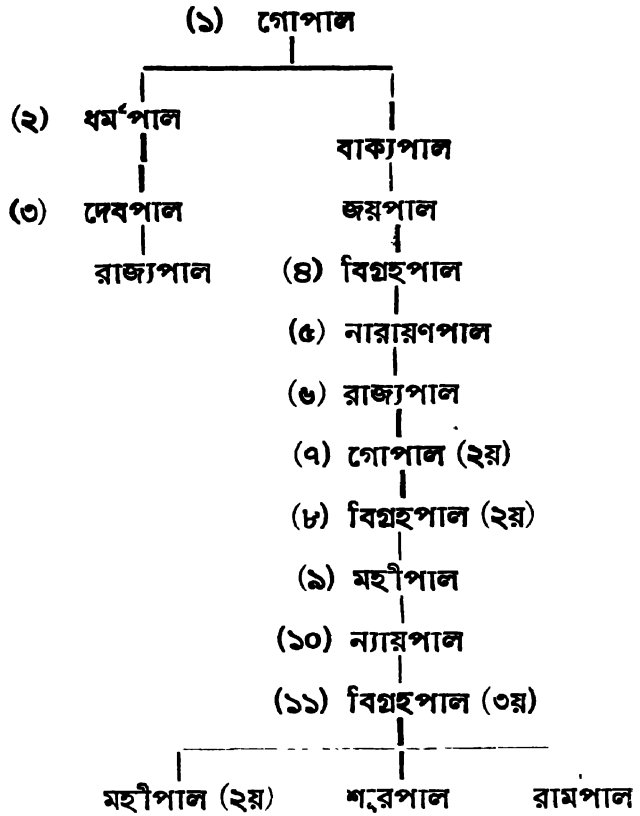 (১) গোপাল
(২) ধর্মপাল
বাক্যপাল
(৩) দেবপাল জয়পাল
রাজ্যপাল (৪) বিগ্রহপাল
(৫) নারায়ণপাল
(৬) রাজ্যপাল
(৭) গোপাল (২য়)
(৮) বিগ্রহপাল (২য়)
(৯) মহীপাল
(১০) ন্যায়পাল
(১১) বিগ্রহপাল (৩য়)
মহীপাল (২য়) শূরপাল রামপাল